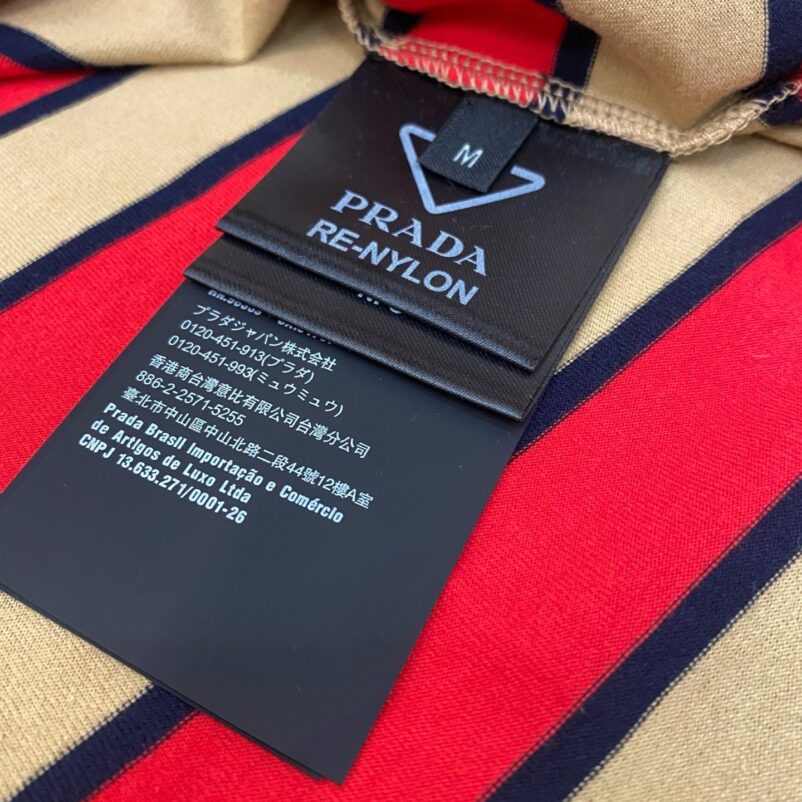 M
PRADA
RE-NYLON
プラダジャパン株式会社
0120-451-913(プラダ)
0120-451-993(ミュウミュウ)
香港商台灣意比有限公司台灣分公司
886-2-2571-5255
臺北市中山區中山北路二段44號12樓A室
Prada Brasil Importação e Comércio
de Artigos de Luxo Ltda
CNPJ 13.633.271/0001-26